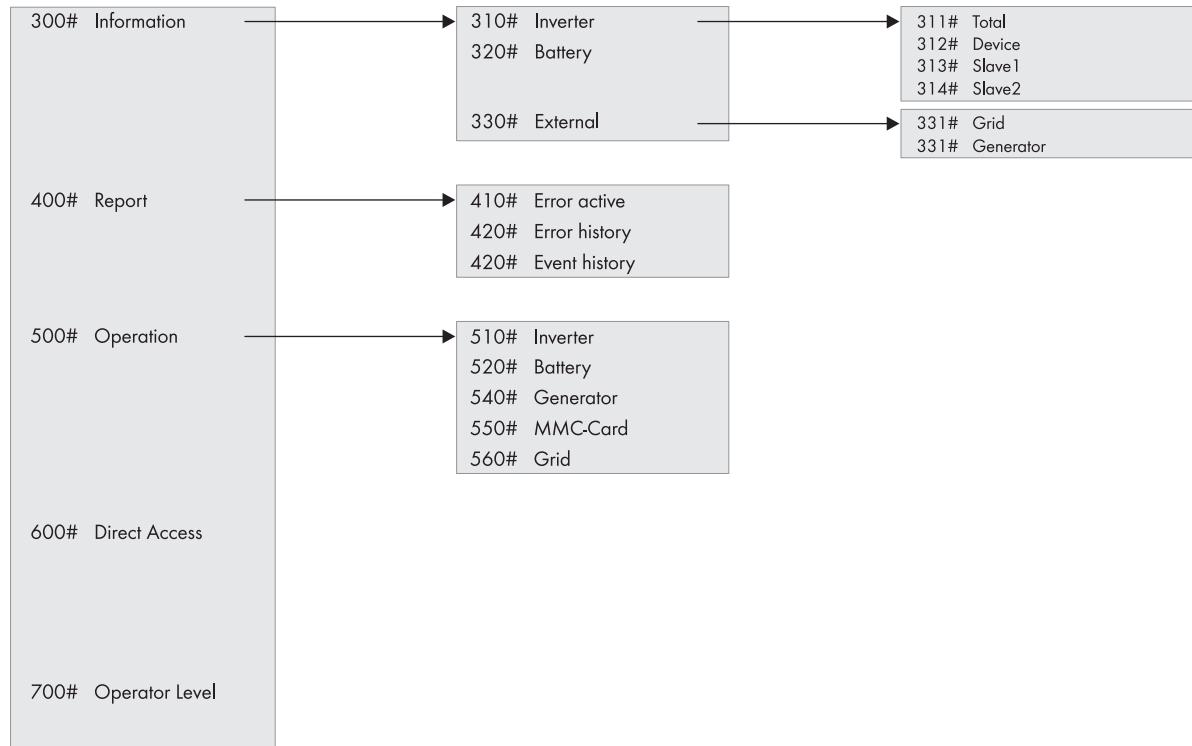 300# Information
310# Inverter
311# Total
312# Device
313# Slave1
314# Slave2
320# Battery
330# External
331# Grid
331# Generator
400# Report
410# Error active
420# Error history
420# Event history
500# Operation
510# Inverter
520# Battery
540# Generator
550# MMC-Card
560# Grid
600# Direct Access
700# Operator Level